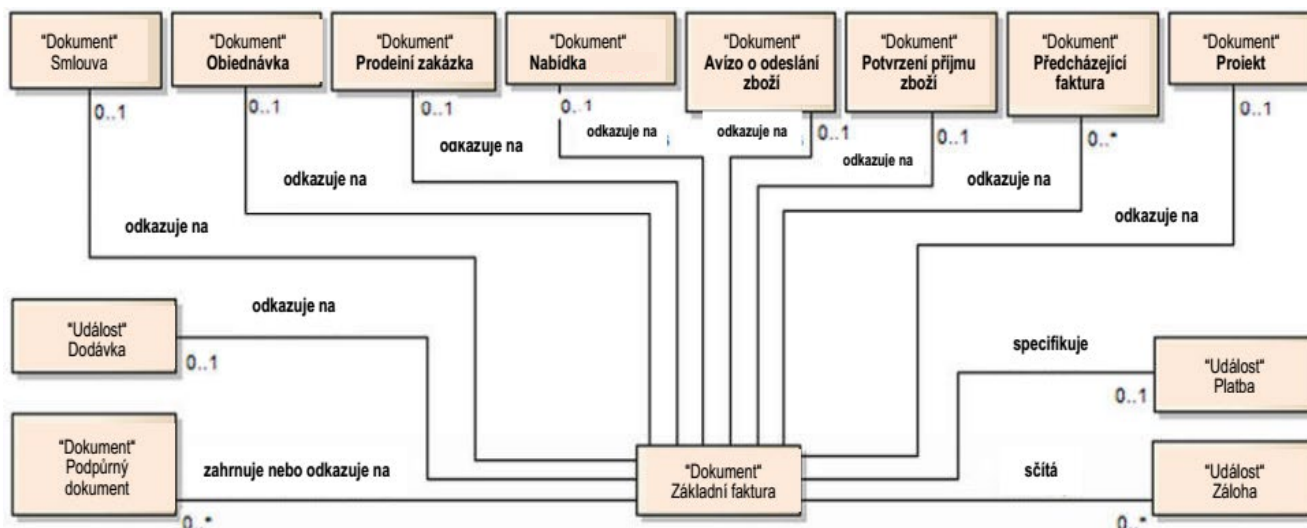 "Dokument"
Smlouva
"Dokument"
Obiednávka
"Dokument"
Prodeiní zakázka
"Dokument"
Nabídka
"Dokument"
Avízo o odeslání
zboží
"Dokument"
Potvrzení příjmu
zboží
"Dokument"
Předcházející
faktura
"Dokument"
Proiekt
0..1
0..1
0..1
0..1
0..1
0..1
0..*
0..1
odkazuje na
odkazuje na
odkazuje na
odkazuje na
odkazuje na
odkazuje na
odkazuje na
odkazuje na
"Událost"
Dodávka
0..1
odkazuje na
specifikuje
"Událost"
Platba
0..1
"Dokument"
Podpůrný
dokument
0..*
zahrnuje nebo odkazuje na
"Dokument"
Základní faktura
sčítá
"Událost"
Záloha
0..*